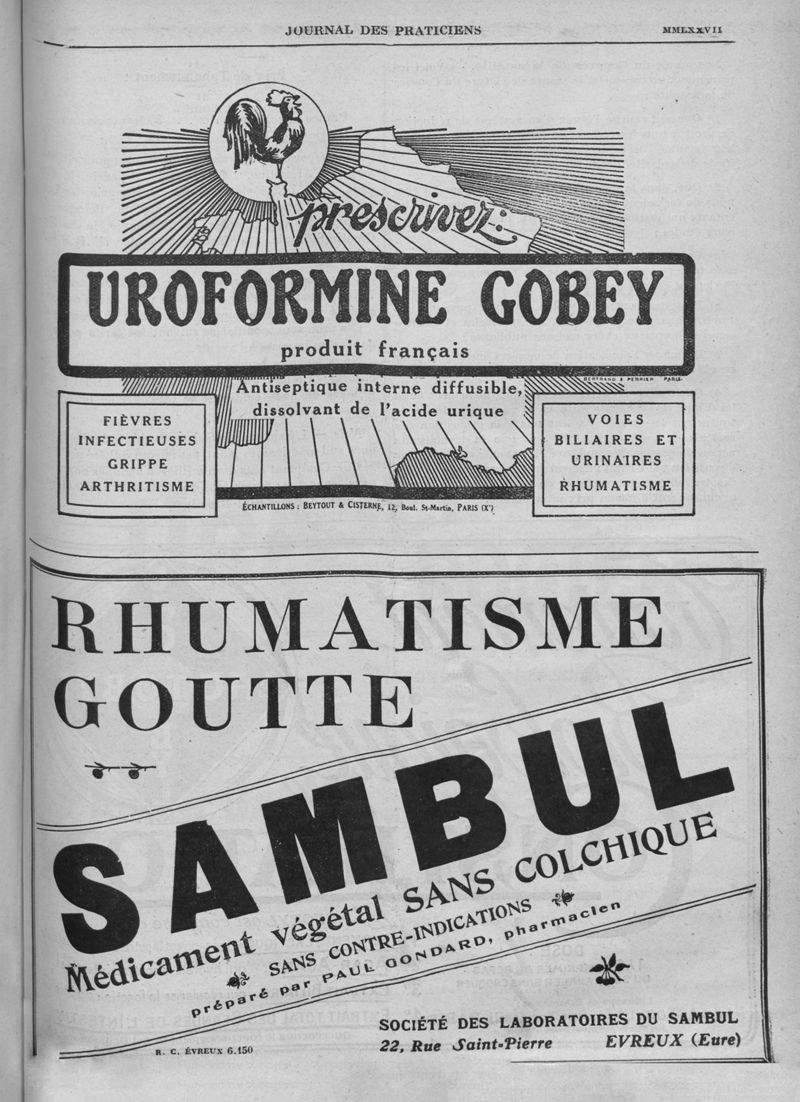 JOURNAL DES PRATICIENS
MMLXXVII
prescrivez:
UROFORMINE GOBEY
produit français
BERTRAND & PERRIER PARIS.
Antiseptique interne diffusible,
dissolvant de l'acide urique
FIÈVRES
INFECTIEUSES
GRIPPE
ARTHRITISME
VOIES
BILIAIRES ET
URINAIRES
RHUMATISME
ÉCHANTILLONS : BEYTOUT & CISTERNE, 12, Boul. St-Martin, PARIS (Xe)
RHUMATISME
GOUTTE
SAMBUL
Médicament végétal SANS COLCHIQUE
SANS CONTRE-INDICATIONS
préparé par PAUL GONDARD, pharmacien
SOCIÉTÉ DES LABORATOIRES DU SAMBUL
22, Rue Saint-Pierre EVREUX (Eure)
R. C. ÉVREUX 6.150